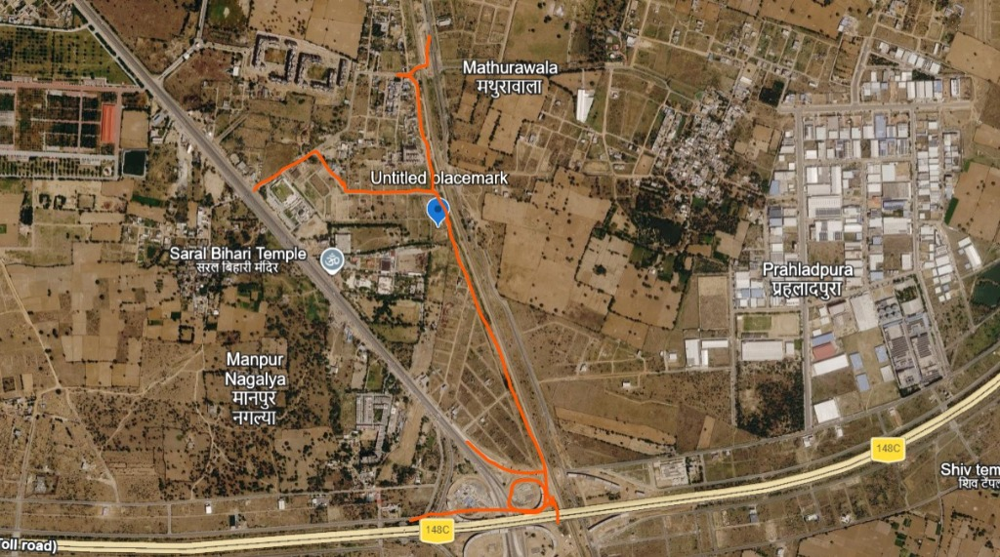 Mathurawala
मथुरावाला
Untitled placemark
Saral Bihari Temple
सरल बिहारी मंदिर
Prahladpura
प्रहलादपुरा
Manpur
Nagalya
मानपुर
नगल्या
148C
Shiv tem
शिव टेंपल
148C
oll road)